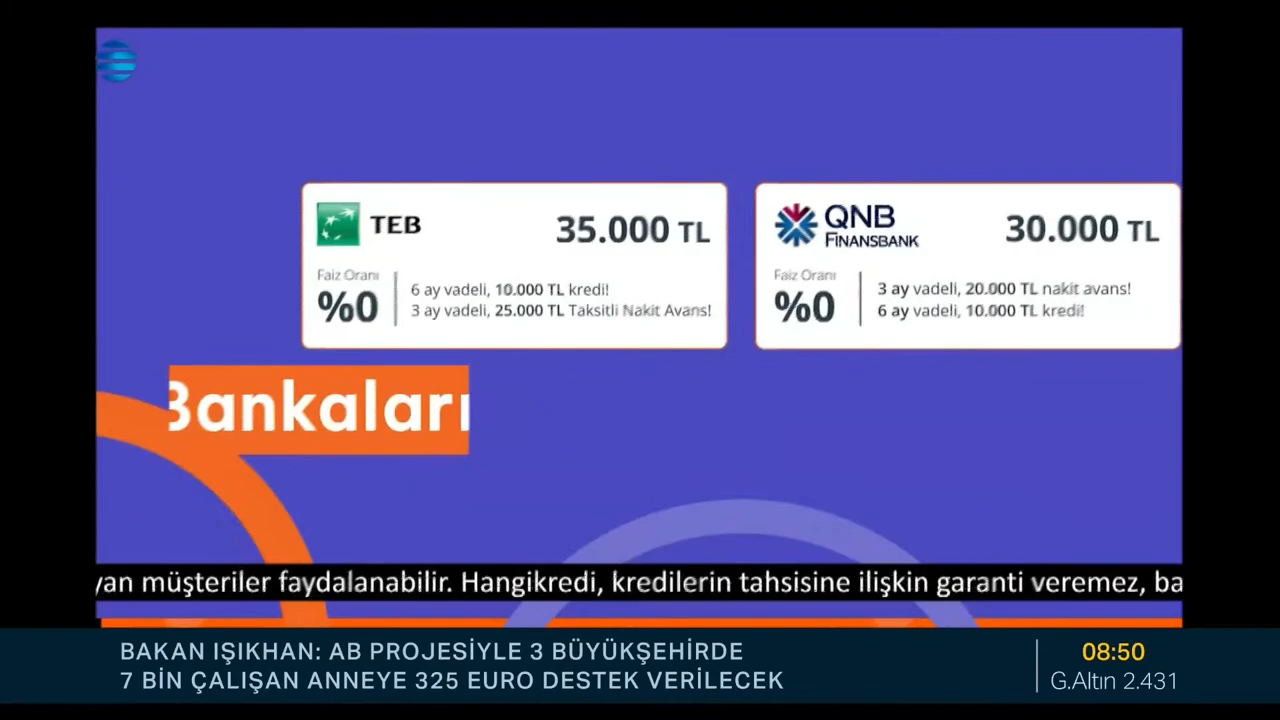 TEB
35.000 TL
Faiz Oranı
%0
6 ay vadeli, 10.000 TL kredi!
3 ay vadeli, 25.000 TL Taksitli Nakit Avans!
QNB
FINANSBANK
30.000 TL
Faiz Oranı
%0
3 ay vadeli, 20.000 TL nakit avans!
6 ay vadeli, 10.000 TL kredi!
Bankaları
müşteriler faydalanabilir. Hangikredi, kredilerin tahsisine ilişkin garanti veremez,
BAKAN IŞIKHAN: AB PROJESİYLE 3 BÜYÜKŞEHİRDE
7 BİN ÇALIŞAN ANNEYE 325 EURO DESTEK VERİLECEK
08:50
G.Altın 2.431